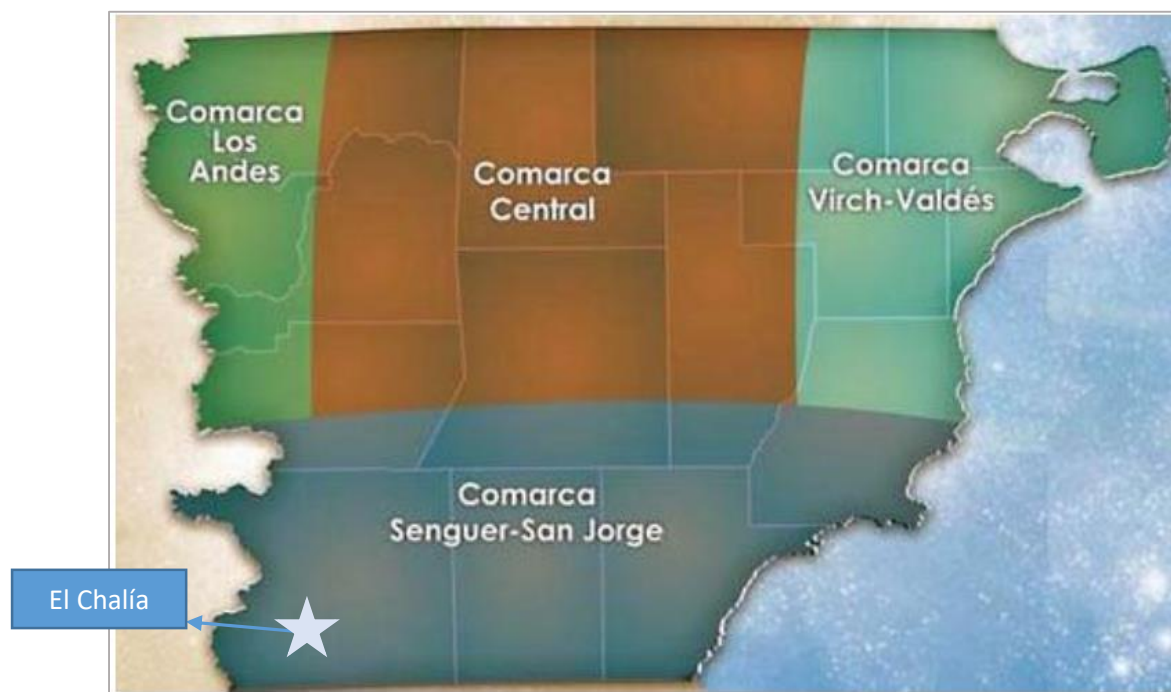 Comarca
Los
Andes
Comarca
Central
Comarca
Virch-Valdés
Comarca
Senguer-San Jorge
El Chalía